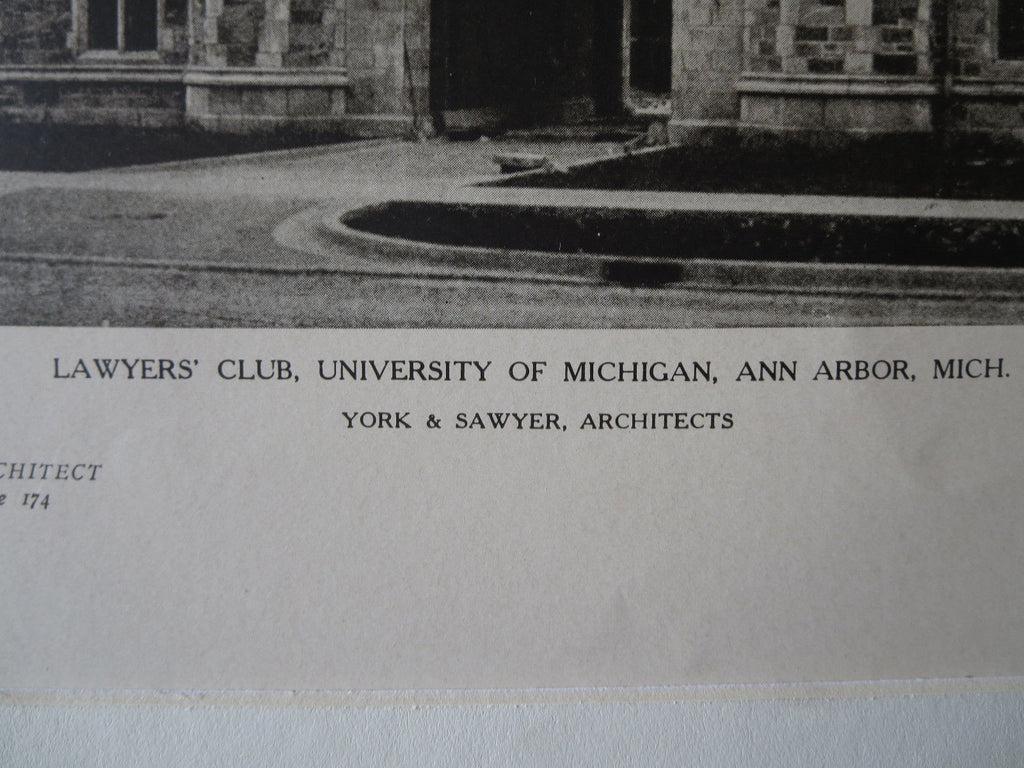 LAWYERS' CLUB, UNIVERSITY OF MICHIGAN, ANN ARBOR, MICH.
YORK & SAWYER, ARCHITECTS
CHITECT
e 174